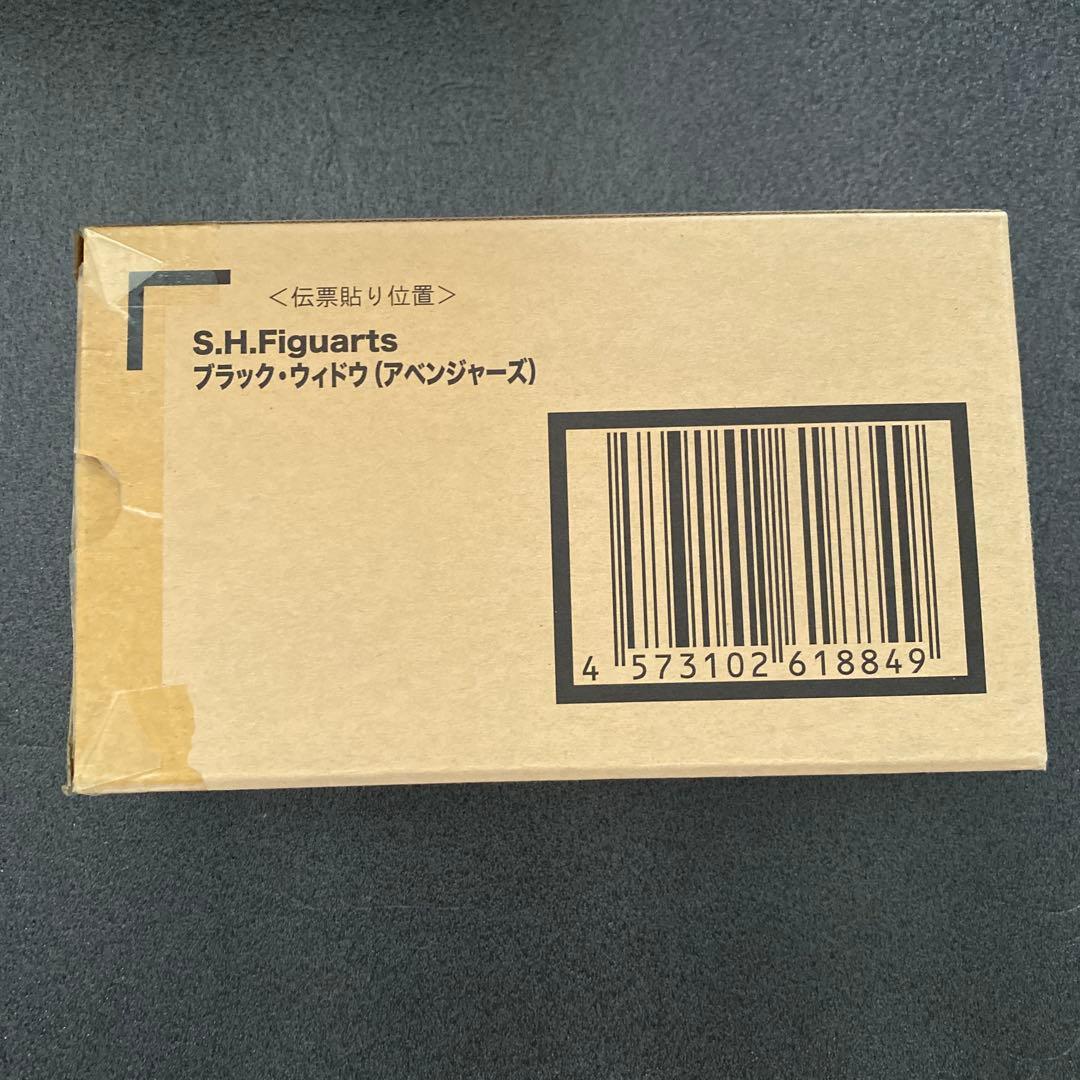 ＜伝票貼り位置＞
S.H.Figuarts
ブラック・ウィドウ（アベンジャーズ）
4 573102 618849